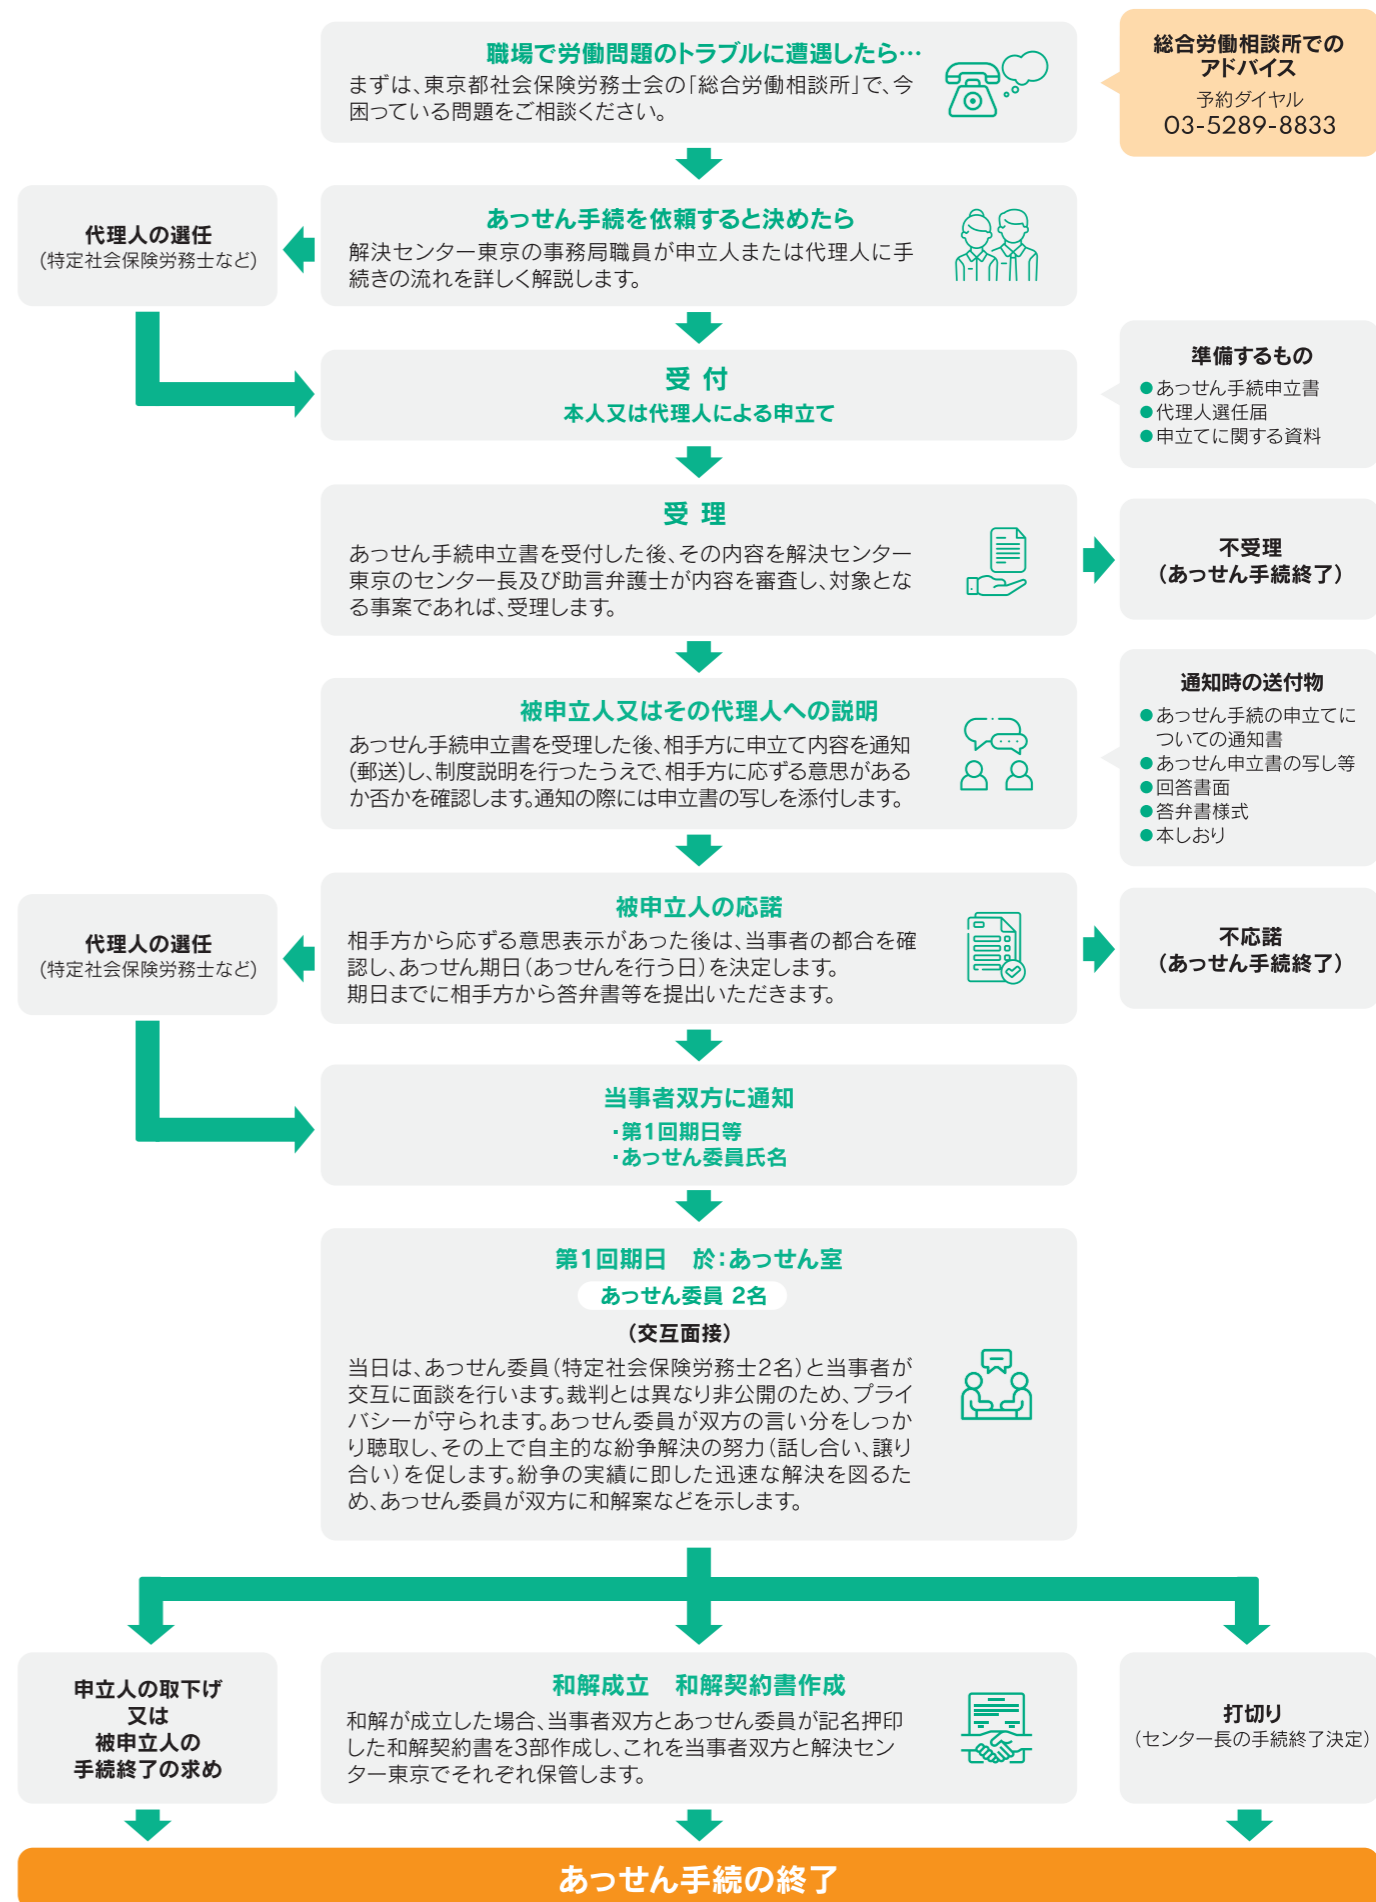 職場で労働問題のトラブルに遭遇したら…
まずは、東京都社会保険労務士会の「総合労働相談所」で、今
困っている問題をご相談ください。
総合労働相談所での
アドバイス
予約ダイヤル
03-5289-8833
代理人の選任
(特定社会保険労務士など)
あっせん手続を依頼すると決めたら
解決センター東京の事務局職員が申立人または代理人に手
続きの流れを詳しく解説します。
受 付
本人又は代理人による申立て
準備するもの
●あっせん手続申立書
●代理人選任届
●申立てに関する資料
受 理
あっせん手続申立書を受付した後、その内容を解決センター
東京のセンター長及び助言弁護士が内容を審査し、対象とな
る事案であれば、受理します。
不受理
(あっせん手続終了)
被申立人又はその代理人への説明
あっせん手続申立書を受理した後、相手方に申立て内容を通知
(郵送)し、制度説明を行ったうえで、相手方に応ずる意思がある
か否かを確認します。通知の際には申立書の写しを添付します。
通知時の送付物
●あっせん手続の申立てに
ついての通知書
●あっせん申立書の写し等
●回答書面
●答弁書様式
●本しおり
代理人の選任
(特定社会保険労務士など)
被申立人の応諾
相手方から応ずる意思表示があった後は、当事者の都合を確
認し、あっせん期日(あっせんを行う日)を決定します。
期日までに相手方から答弁書等を提出いただきます。
不応諾
(あっせん手続終了)
当事者双方に通知
・第1回期日等
・あっせん委員氏名
第1回期日 於:あっせん室
あっせん委員 2名
(交互面接)
当日は、あっせん委員(特定社会保険労務士2名)と当事者が
交互に面談を行います。裁判とは異なり非公開のため、プライ
バシーが守られます。あっせん委員が双方の言い分をしっか
り聴取し、その上で自主的な紛争解決の努力(話し合い、譲り
合い)を促します。紛争の実績に即した迅速な解決を図るた
め、あっせん委員が双方に和解案などを示します。
申立人の取下げ
又は
被申立人の
手続終了の求め
和解成立 和解契約書作成
和解が成立した場合、当事者双方とあっせん委員が記名押印
した和解契約書を3部作成し、これを当事者双方と解決セン
ター東京でそれぞれ保管します。
打切り
(センター長の手続終了決定)
あっせん手続の終了